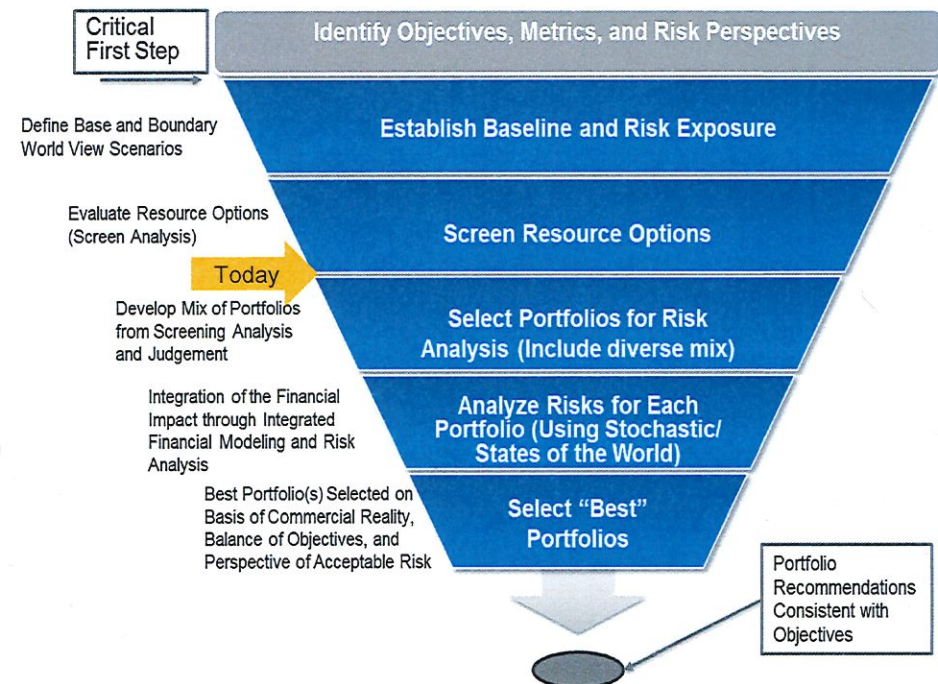 Critical
First Step
Identify Objectives, Metrics, and Risk Perspectives
Define Base and Boundary
World View Scenarios
Establish Baseline and Risk Exposure
Evaluate Resource Options
(Screen Analysis)
Screen Resource Options
Today
Develop Mix of Portfolios
from Screening Analysis
and Judgement
Select Portfolios for Risk
Analysis (Include diverse mix)
Integration of the Financial
Impact through Integrated
Financial Modeling and Risk
Analysis
Analyze Risks for Each
Portfolio (Using Stochastic/
States of the World)
Best Portfolio(s) Selected on
Basis of Commercial Reality,
Balance of Objectives, and
Perspective of Acceptable Risk
Select “Best”
Portfolios
Portfolio
Recommendations
Consistent with
Objectives